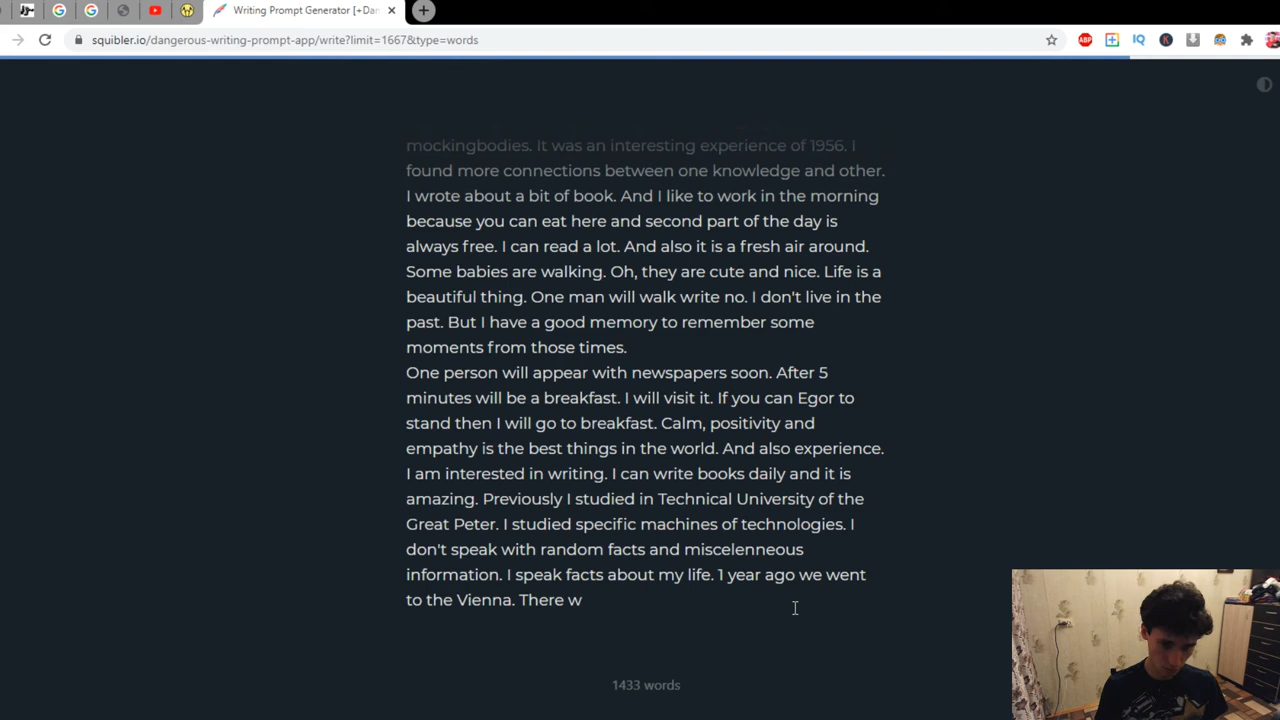 Writing Prompt Generator [+Dan
squibler.io/dangerous-writing-prompt-app/write?limit=1667&type=words
ABP
IQ
K
mockingbodies. It was an interesting experience of 1956. I
found more connections between one knowledge and other.
I wrote about a bit of book. And I like to work in the morning
because you can eat here and second part of the day is
always free. I can read a lot. And also it is a fresh air around.
Some babies are walking. Oh, they are cute and nice. Life is a
beautiful thing. One man will walk write no. I don't live in the
past. But I have a good memory to remember some
moments from those times.
One person will appear with newspapers soon. After 5
minutes will be a breakfast. I will visit it. If you can Egor to
stand then I will go to breakfast. Calm, positivity and
empathy is the best things in the world. And also experience.
I am interested in writing. I can write books daily and it is
amazing. Previously I studied in Technical University of the
Great Peter. I studied specific machines of technologies. I
don't speak with random facts and miscelenneous
information. I speak facts about my life. 1 year ago we went
to the Vienna. There w
1433 words